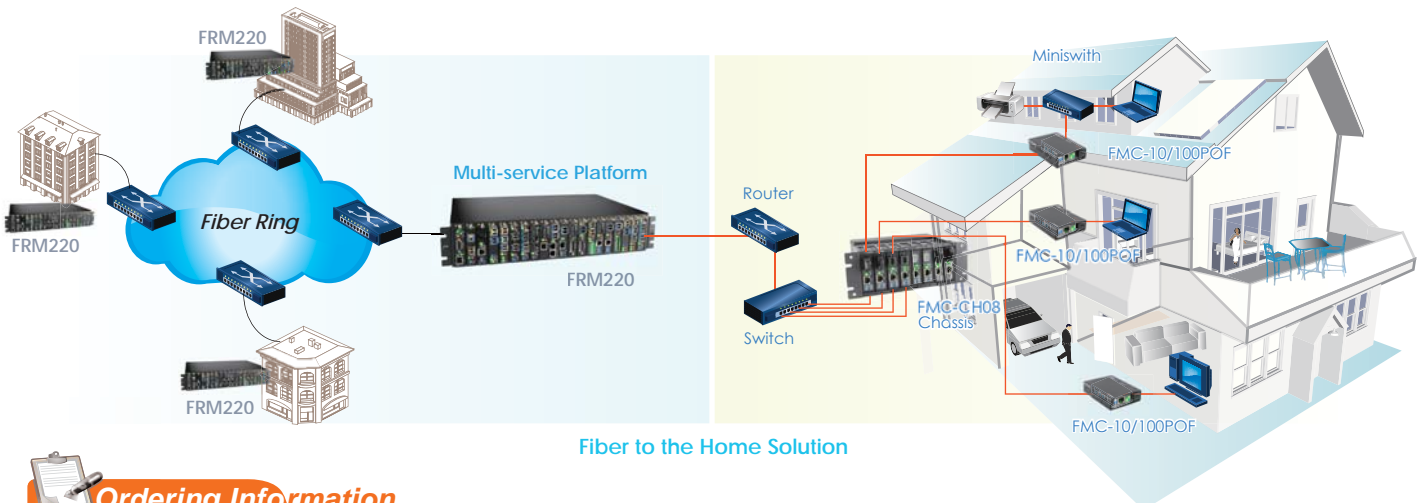 FRM220
FRM220
Fiber Ring
FRM220
Multi-service Platform
FRM220
Router
Switch
FMC-CH08
Chassis
Miniswith
FMC-10/100POF
FMC-10/100POF
FMC-10/100POF
Fiber to the Home Solution
Ordering Information